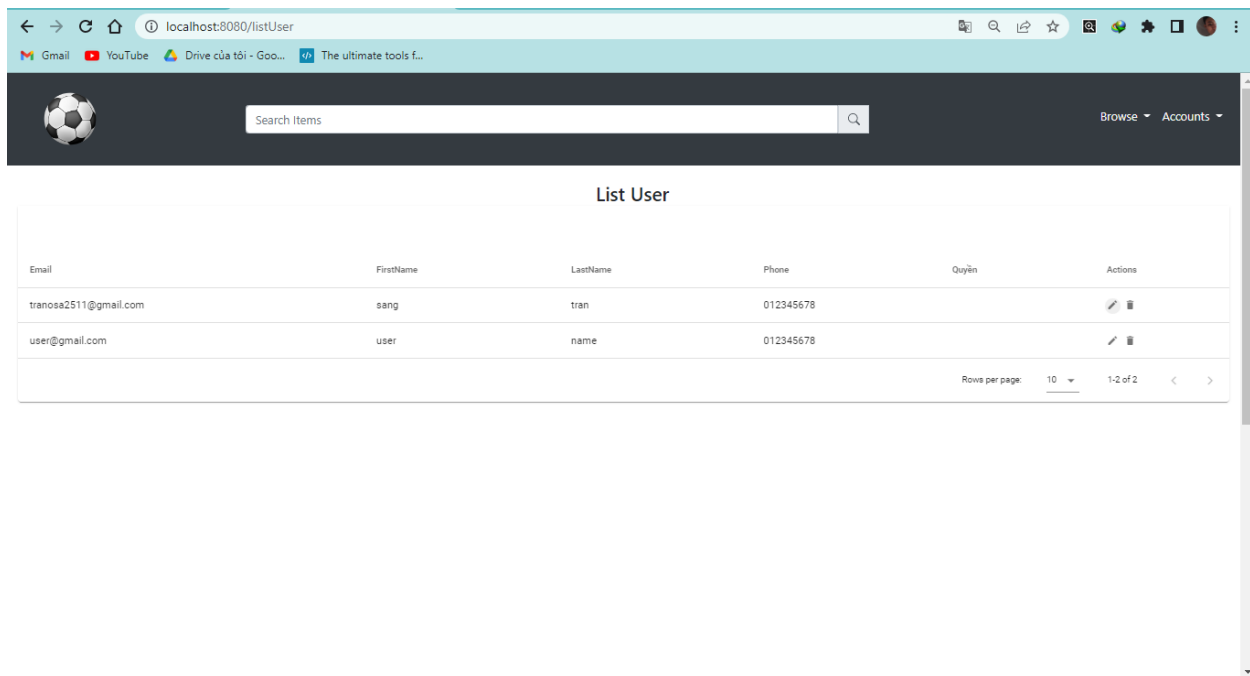 localhost:8080/listUser
Gmail YouTube Drive của tôi - Goo... The ultimate tools f...
Search Items
Browse Accounts
List User
Email FirstName LastName Phone Quyền Actions
tranosa2511@gmail.com sang tran 012345678
user@gmail.com user name 012345678
Rows per page: 10 1-2 of 2